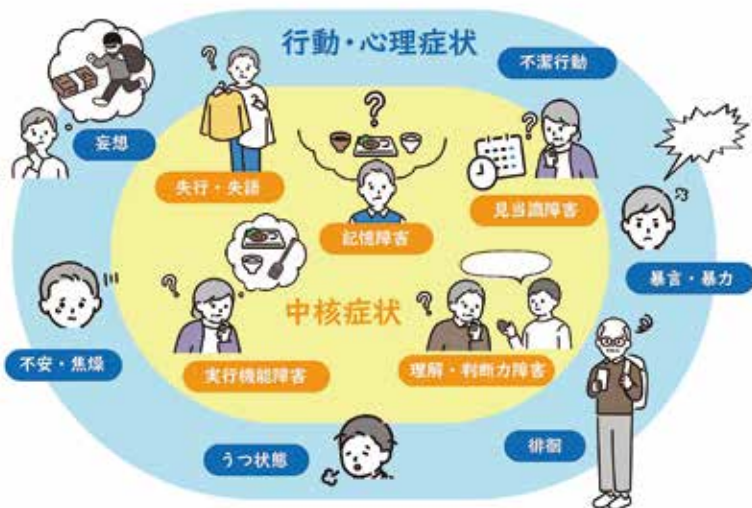 行動・心理症状
不潔行動
妄想
失行・失語
記憶障害
見当識障害
暴言・暴力
中核症状
不安・焦燥
実行機能障害
理解・判断力障害
うつ状態
徘徊